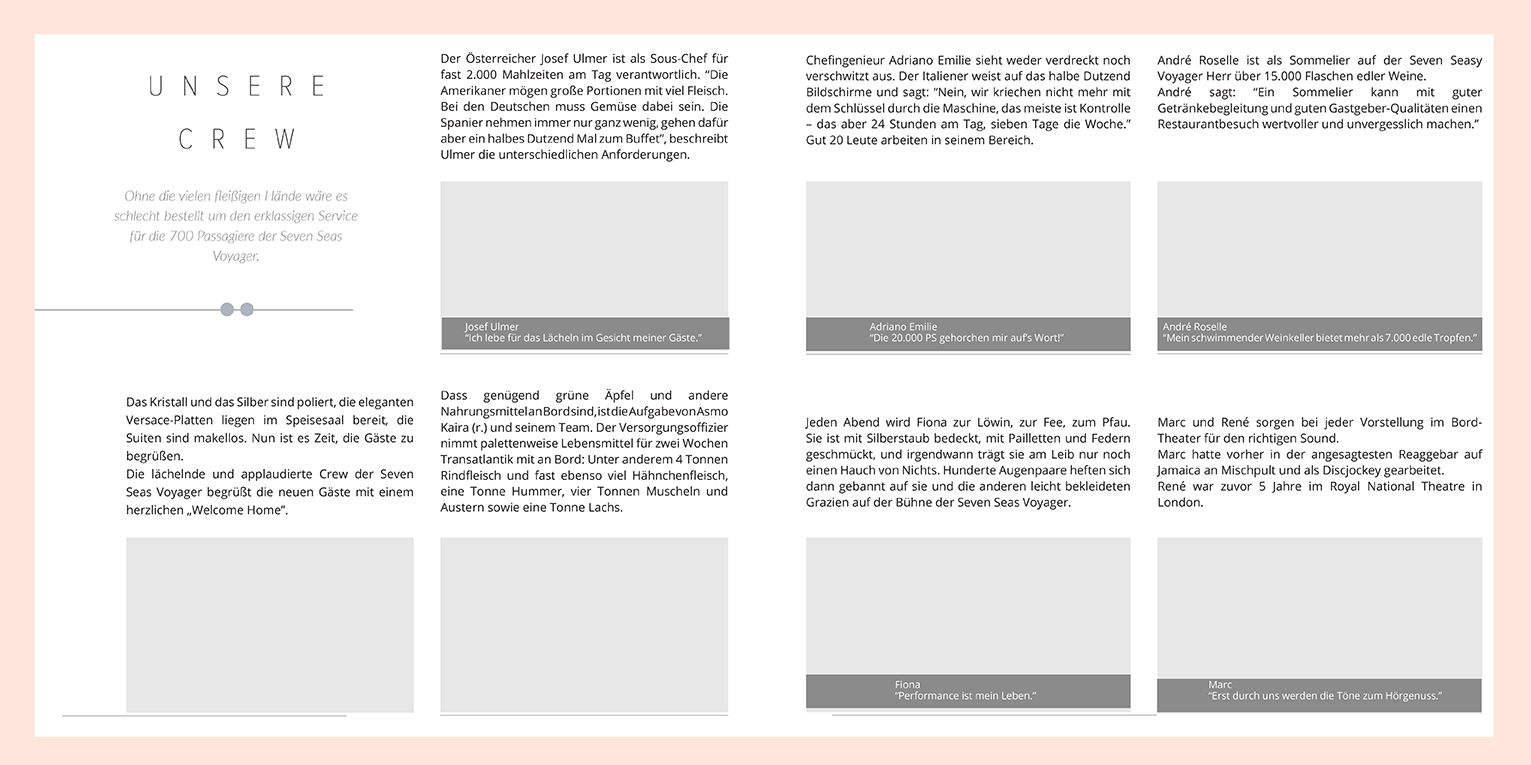 UNSERE
CREW
Ohne die vielen fleißigen Hände wäre es
schlecht bestellt um den erklassigen Service
für die 700 Passagiere der Seven Seas
Voyager.
Der Österreicher Josef Ulmer ist als Sous-Chef für
fast 2.000 Mahlzeiten am Tag verantwortlich. “Die
Amerikaner mögen große Portionen mit viel Fleisch.
Bei den Deutschen muss Gemüse dabei sein. Die
Spanier nehmen immer nur ganz wenig, gehen dafür
aber ein halbes Dutzend Mal zum Buffet”, beschreibt
Ulmer die unterschiedlichen Anforderungen.
Josef Ulmer
“Ich lebe für das Lächeln im Gesicht meiner Gäste.”
Das Kristall und das Silber sind poliert, die eleganten
Versace-Platten liegen im Speisesaal bereit, die
Suiten sind makellos. Nun ist es Zeit, die Gäste zu
begrüßen.
Die lächelnde und applaudierte Crew der Seven
Seas Voyager begrüßt die neuen Gäste mit einem
herzlichen „Welcome Home”.
Dass genügend grüne Äpfel und andere
Nahrungsmittel an Bord sind, ist die Aufgabe von Asmo
Kaira (r.) und seinem Team. Der Versorgungsoffizier
nimmt palettenweise Lebensmittel für zwei Wochen
Transatlantik mit an Bord: Unter anderem 4 Tonnen
Rindfleisch und fast ebenso viel Hähnchenfleisch,
eine Tonne Hummer, vier Tonnen Muscheln und
Austern sowie eine Tonne Lachs.
Chefingenieur Adriano Emilie sieht weder verdreckt noch
verschwitzt aus. Der Italiener weist auf das halbe Dutzend
Bildschirme und sagt: “Nein, wir kriechen nicht mehr mit
dem Schlüssel durch die Maschine, das meiste ist Kontrolle
– das aber 24 Stunden am Tag, sieben Tage die Woche.”
Gut 20 Leute arbeiten in seinem Bereich.
Adriano Emilie
“Die 20.000 PS gehorchen mir auf’s Wort!”
André Roselle ist als Sommelier auf der Seven Seasy
Voyager Herr über 15.000 Flaschen edler Weine.
André sagt: “Ein Sommelier kann mit guter
Getränkebegleitung und guten Gastgeber-Qualitäten einen
Restaurantbesuch wertvoller und unvergesslich machen.”
André Roselle
“Mein schwimmender Weinkeller bietet mehr als 7.000 edle Tropfen.”
Jeden Abend wird Fiona zur Löwin, zur Fee, zum Pfau.
Sie ist mit Silberstaub bedeckt, mit Pailletten und Federn
geschmückt, und irgendwann trägt sie am Leib nur noch
einen Hauch von Nichts. Hunderte Augenpaare heften sich
dann gebannt auf sie und die anderen leicht bekleideten
Grazien auf der Bühne der Seven Seas Voyager.
Fiona
“Performance ist mein Leben.”
Marc und René sorgen bei jeder Vorstellung im Bord-
Theater für den richtigen Sound.
Marc hatte vorher in der angesagtesten Reaggebar auf
Jamaica an Mischpult und als Discjockey gearbeitet.
René war zuvor 5 Jahre im Royal National Theatre in
London.
Marc
“Erst durch uns werden die Töne zum Hörgenuss.”